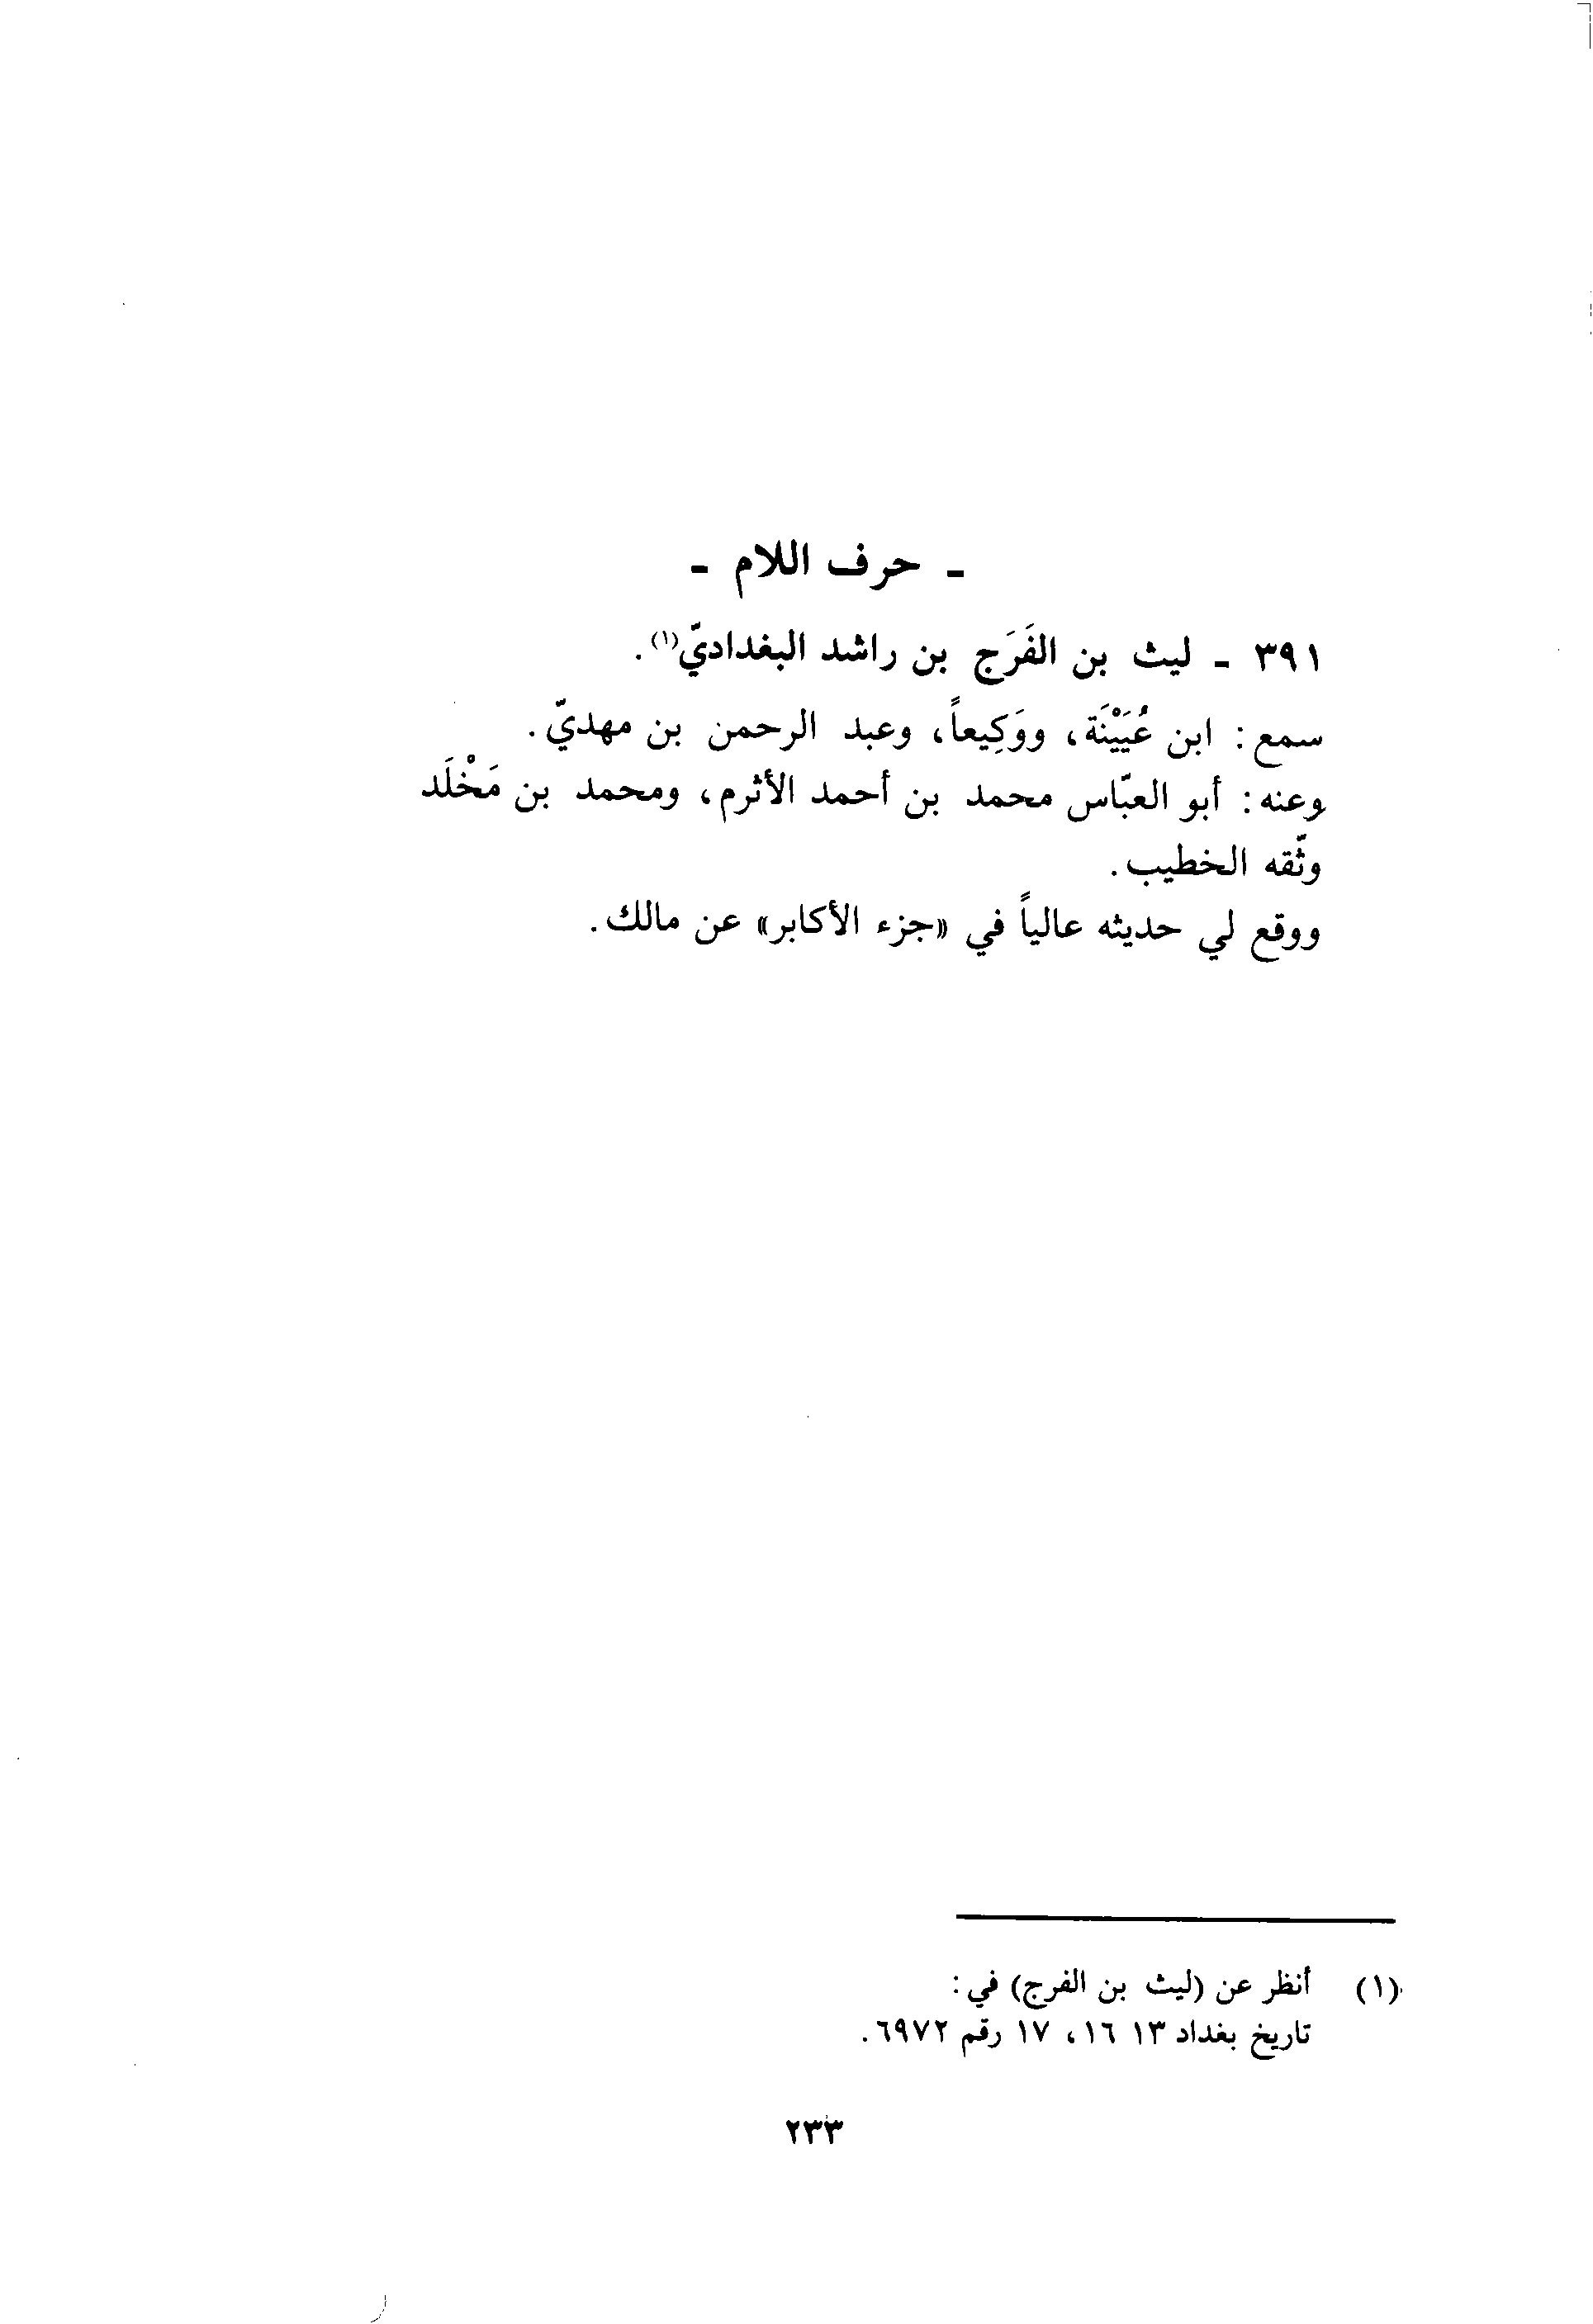 ـ حرف اللام ـ
٣٩١ ـ ليث بن الفَرَج بن راشد البغداديّ(١).
سمع: ابن عُيَيْنَة، ووَكِيعاً، وعبد الرحمن بن مهديّ.
وعنه: أبو العبّاس محمد بن أحمد الأثرم، ومحمد بن مَخْلَد
وثّقه الخطيب.
ووقع لي حديثه عالياً في «جزء الأكابر» عن مالك.
(١) أنظر عن (ليث بن الفرج) في:
تاريخ بغداد ١٣ ١٦، ١٧ رقم ٦٩٧٢.
٢٣٣